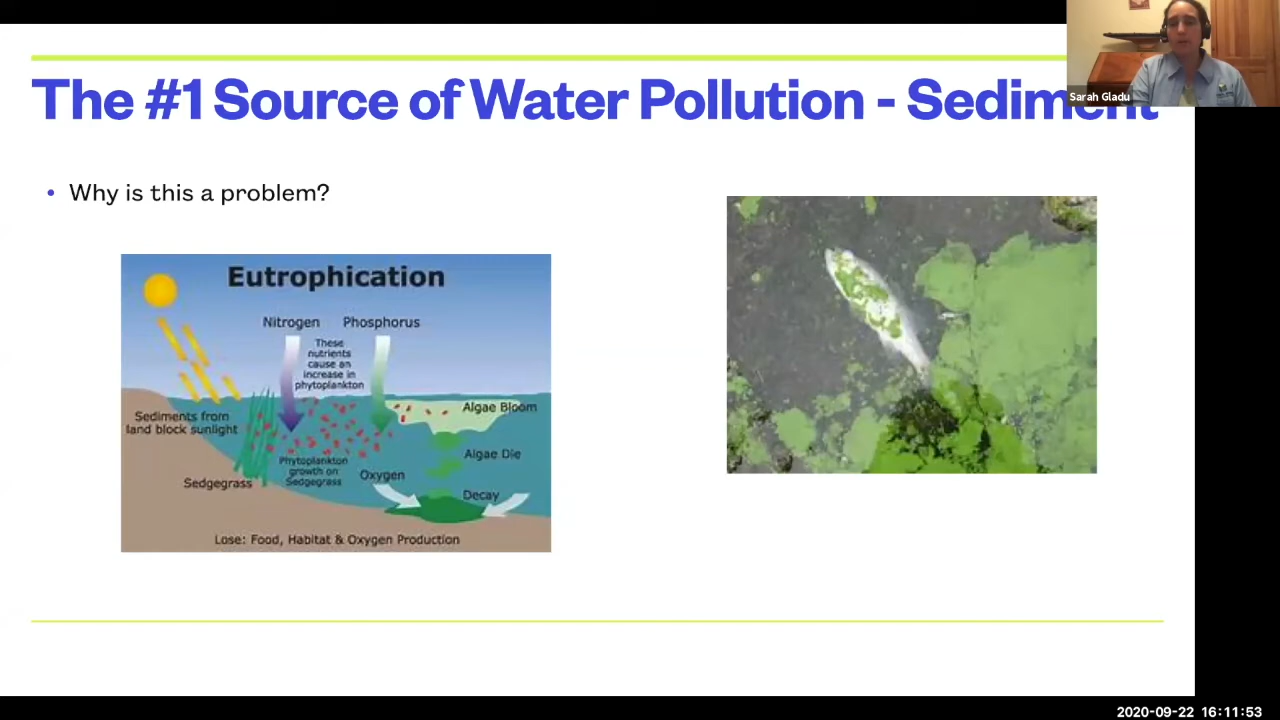 The #1 Source of Water Pollution - Sediment
Sarah Gladu
• Why is this a problem?
Eutrophication
Nitrogen Phosphorus
These
nutrients
cause an
increase in
phytoplankton
Sediments from
land block sunlight
Algae Bloom
Algae Die
Phytoplankton
growth on
Sedgegrass
Oxygen
Sedgegrass
Decay
Lose: Food, Habitat & Oxygen Production
2020-09-22 16:11:53